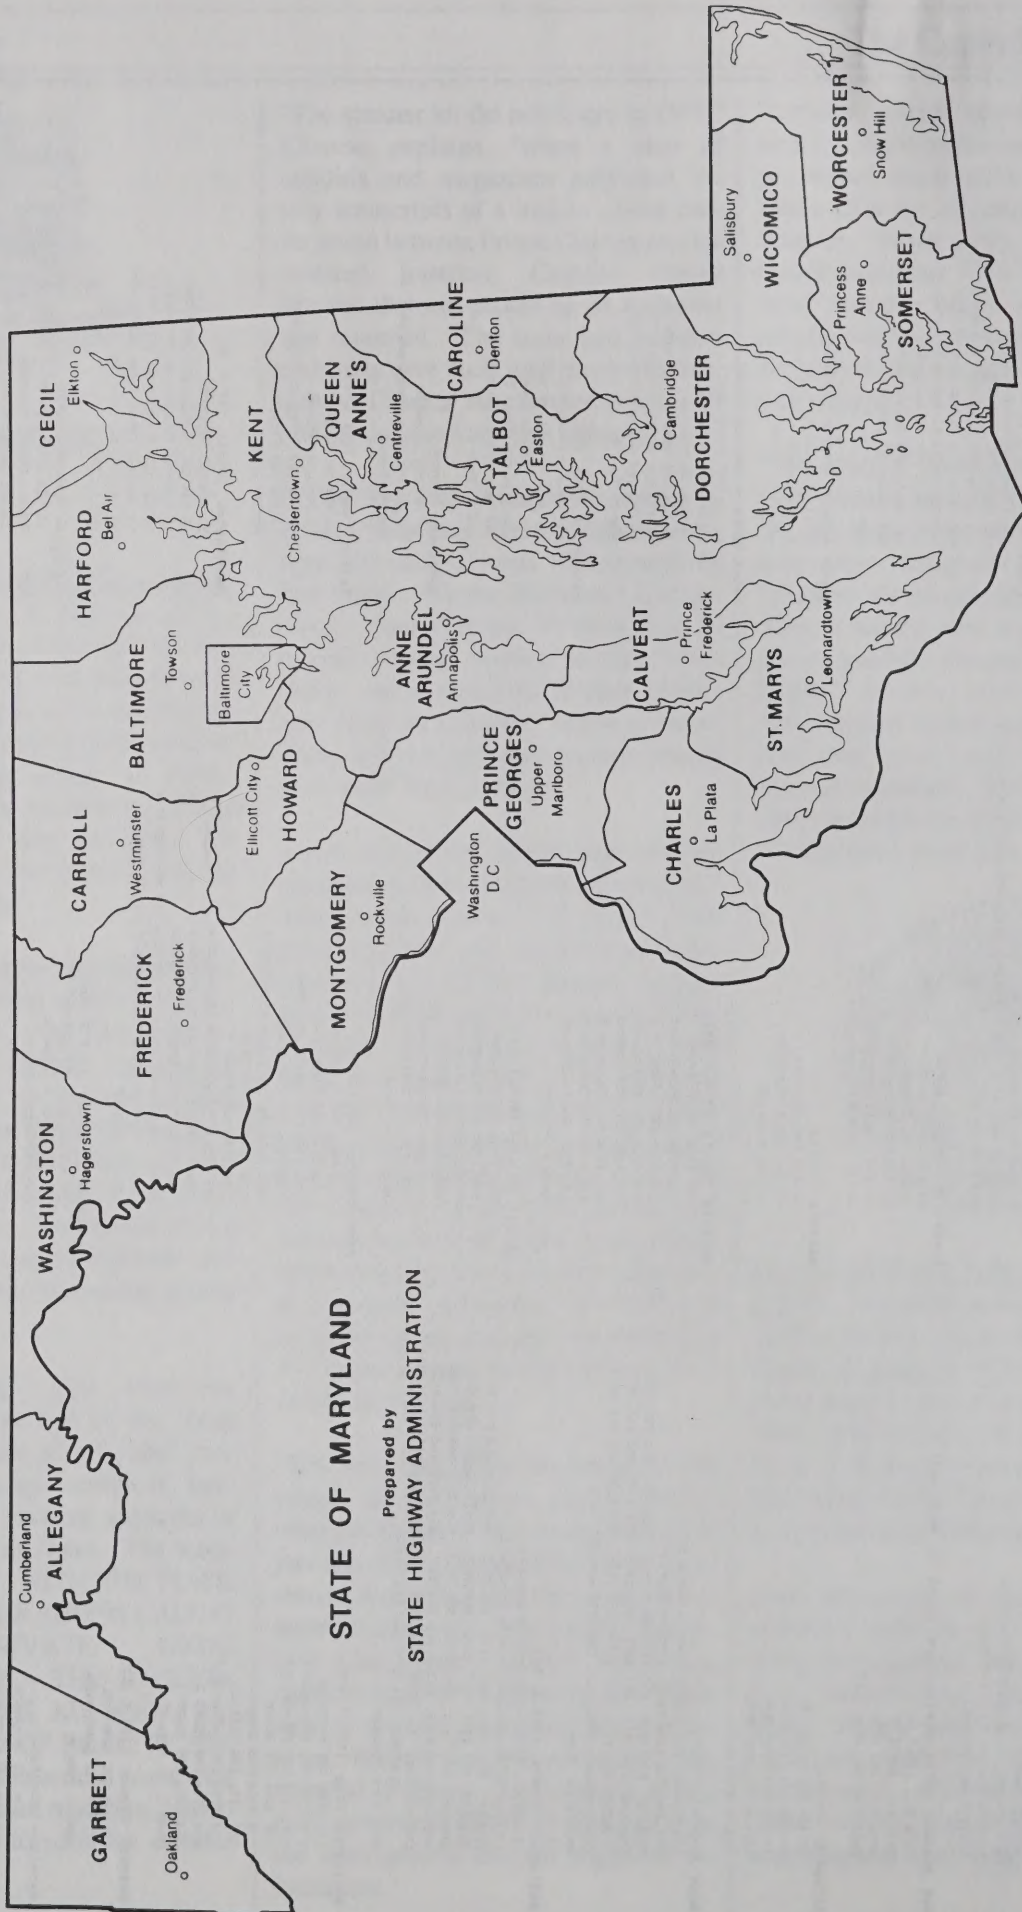 GARRETT
Oakland
Cumberland
ALLEGANY
WASHINGTON
Hagerstown
FREDERICK
Frederick
CARROLL
Westminster
BALTIMORE
Towson
Baltimore
City
HARFORD
Bel Air
CECIL
Elkton
MONTGOMERY
Rockville
Ellicott City
HOWARD
KENT
Chestertown
QUEEN
ANNE'S
Centreville
ANNE
ARUNDEL
Annapolis
Washington
D C
PRINCE
GEORGES
Upper
Marlboro
CAROLINE
Denton
TALBOT
Easton
CALVERT
Prince
Frederick
CHARLES
La Plata
ST. MARYS
Leonardtown
Cambridge
DORCHESTER
Salisbury
WICOMICO
Princess
Anne
SOMERSET
WORCESTER
Snow Hill
STATE OF MARYLAND
Prepared by
STATE HIGHWAY ADMINISTRATION